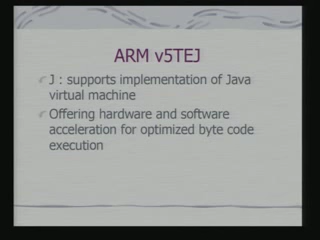 ARM v5TEJ
J : supports implementation of Java
virtual machine
Offering hardware and software
acceleration for optimized byte code
execution